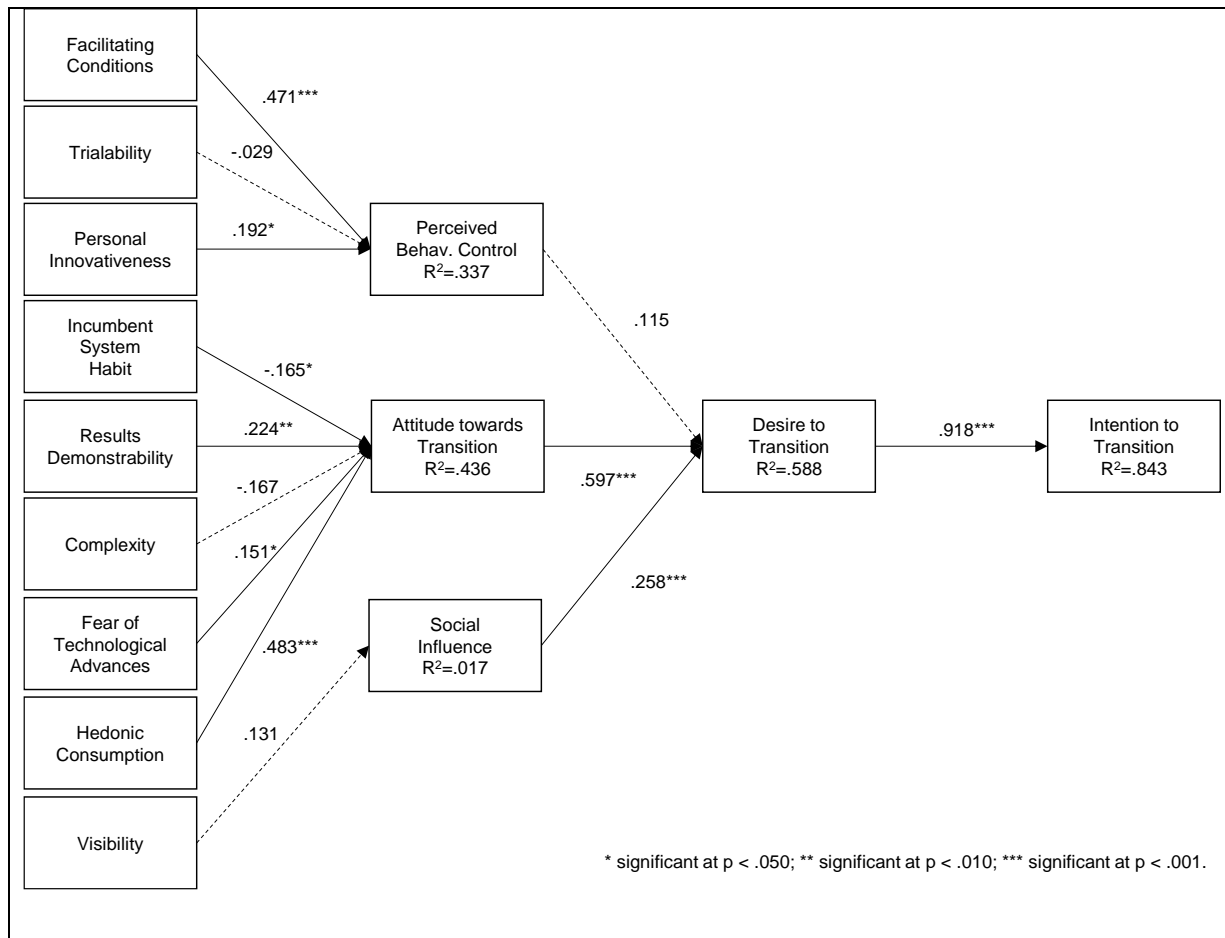 Facilitating
Conditions
.471***
Trialability
-.029
Personal
Innovativeness
.192*
Perceived
Behav. Control
R²=.337
Incumbent
System
Habit
-.165*
.115
Results
Demonstrability
.224**
Attitude towards
Transition
R²=.436
.597***
Desire to
Transition
R²=.588
.918***
Intention to
Transition
R²=.843
Complexity
-.167
.151*
Fear of
Technological
Advances
.483***
Social
Influence
R²=.017
.258***
Hedonic
Consumption
.131
Visibility
* significant at p < .050; ** significant at p < .010; *** significant at p < .001.